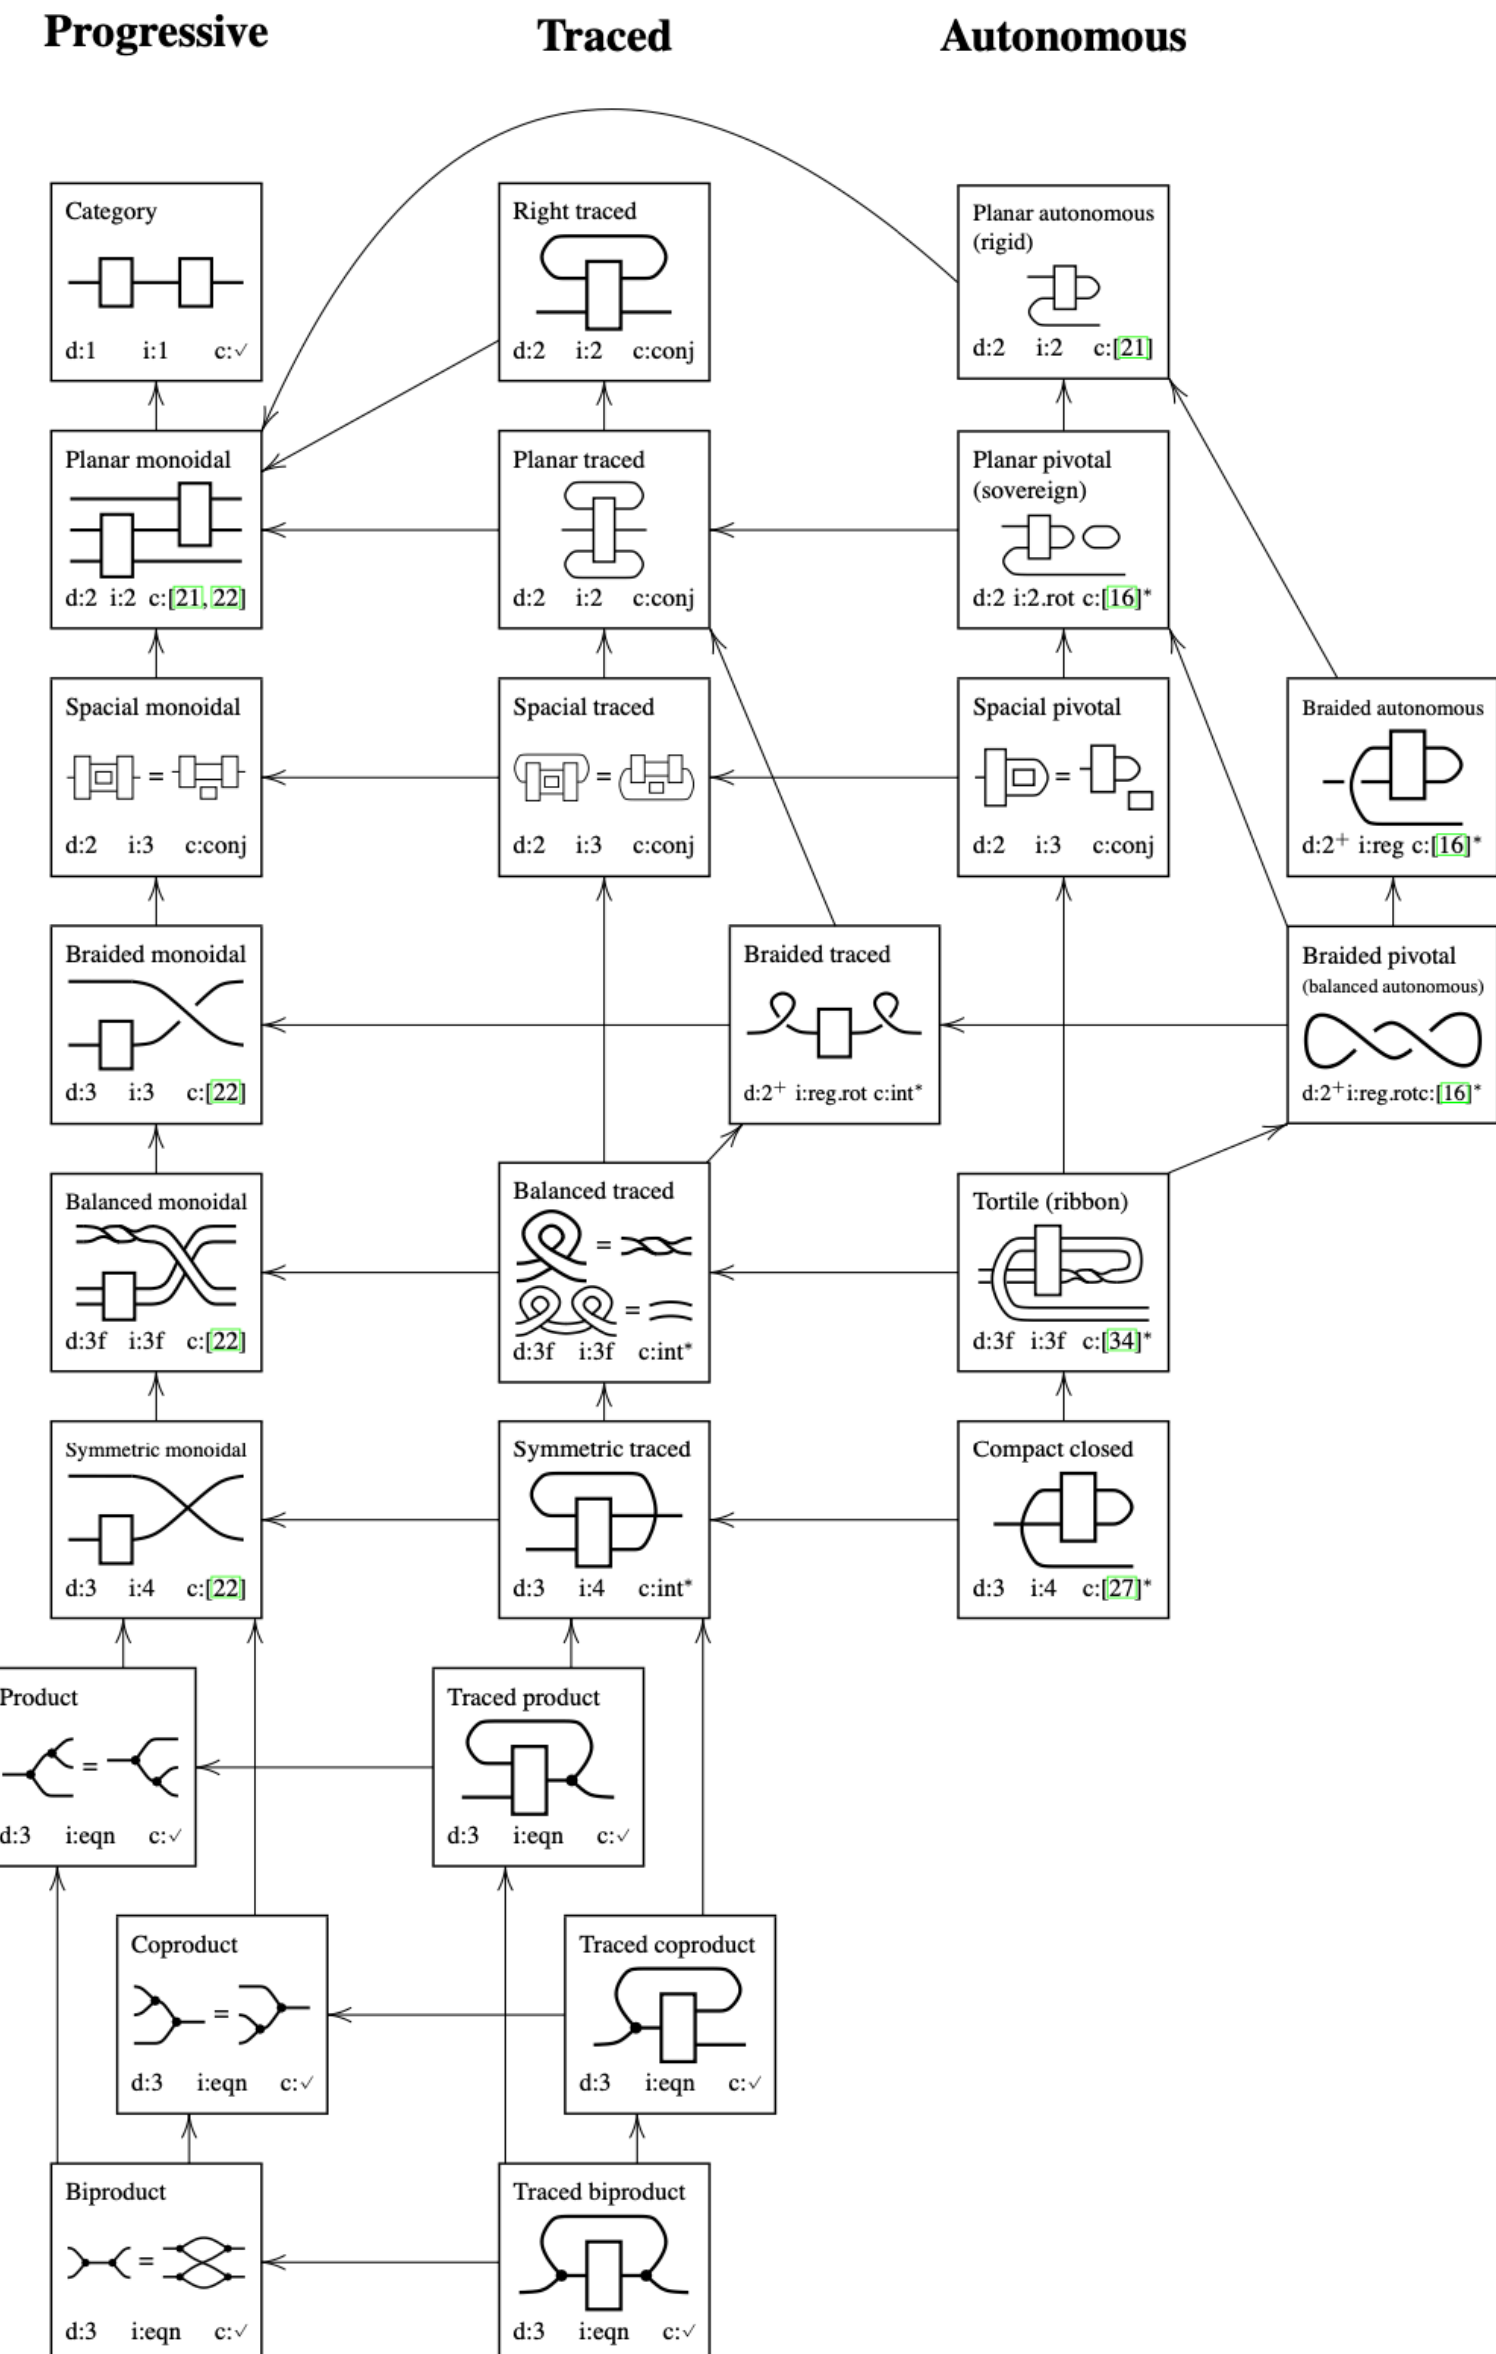 Progressive
Traced
Autonomous
Category
d:1 i:1 c:✓
Right traced
d:2 i:2 c:conj
Planar autonomous
(rigid)
d:2 i:2 c:[21]
Planar monoidal
d:2 i:2 c:[21, 22]
Planar traced
d:2 i:2 c:conj
Planar pivotal
(sovereign)
d:2 i:2.rot c:[16]*
Spacial monoidal
=
d:2 i:3 c:conj
Spacial traced
=
d:2 i:3 c:conj
Spacial pivotal
=
d:2 i:3 c:conj
Braided autonomous
d:2+ i:reg c:[16]*
Braided monoidal
d:3 i:3 c:[22]
Braided traced
d:2+ i:reg.rot c:int*
Braided pivotal
(balanced autonomous)
d:2+i:reg.rotc:[16]*
Balanced monoidal
d:3f i:3f c:[22]
Balanced traced
=
=
d:3f i:3f c:int*
Tortile (ribbon)
d:3f i:3f c:[34]*
Symmetric monoidal
d:3 i:4 c:[22]
Symmetric traced
d:3 i:4 c:int*
Compact closed
d:3 i:4 c:[27]*
Product
=
d:3 i:eqn c:✓
Traced product
d:3 i:eqn c:✓
Coproduct
=
d:3 i:eqn c:✓
Traced coproduct
d:3 i:eqn c:✓
Biproduct
=
d:3 i:eqn c:✓
Traced biproduct
d:3 i:eqn c:✓